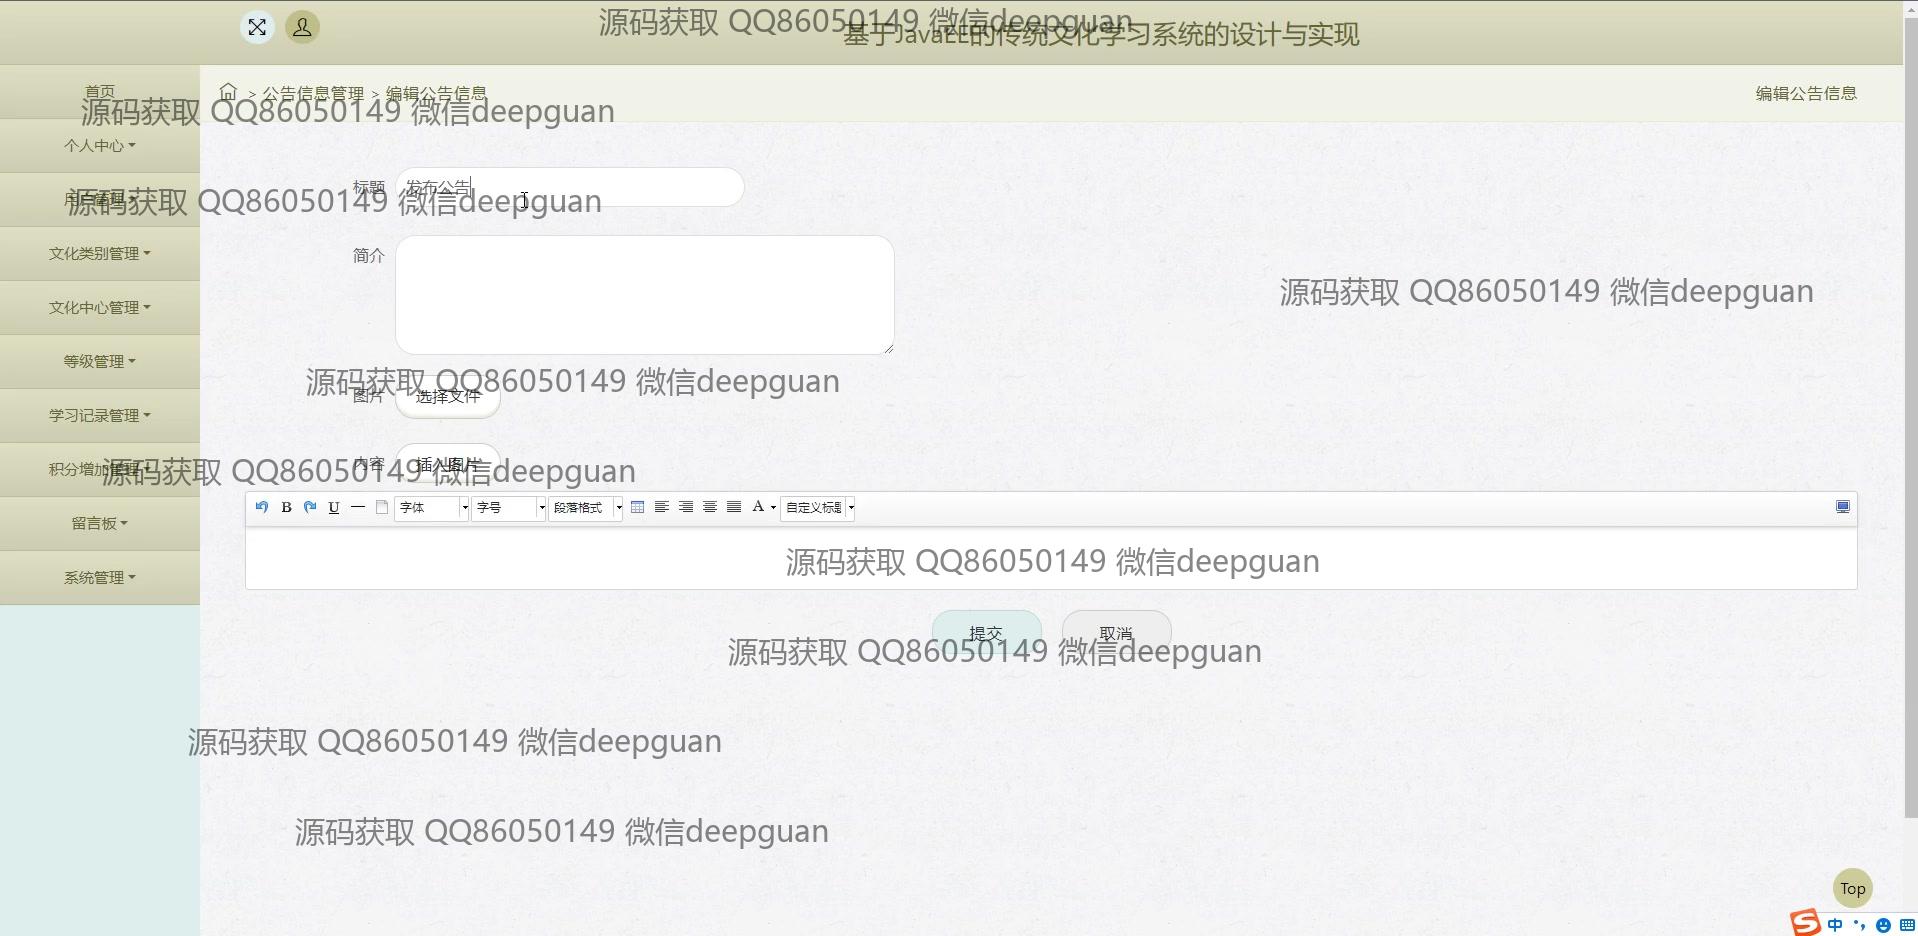 源码获取 QQ86050149 微信deepguan
基于JavaEE的传统文化学习系统的设计与实现
首页
> 公告信息管理 > 编辑公告信息
编辑公告信息
源码获取 QQ86050149 微信deepguan
个人中心
标题 发布公告
用户管理
源码获取 QQ86050149 微信deepguan
文化类别管理
简介
源码获取 QQ86050149 微信deepguan
文化中心管理
等级管理
源码获取 QQ86050149 微信deepguan
图片 选择文件
学习记录管理
内容 插入图片
积分增加管理
源码获取 QQ86050149 微信deepguan
B U 字体 字号 段落格式 A 自定义标题
留言板
源码获取 QQ86050149 微信deepguan
系统管理
提交 取消
源码获取 QQ86050149 微信deepguan
源码获取 QQ86050149 微信deepguan
源码获取 QQ86050149 微信deepguan
Top
S 中